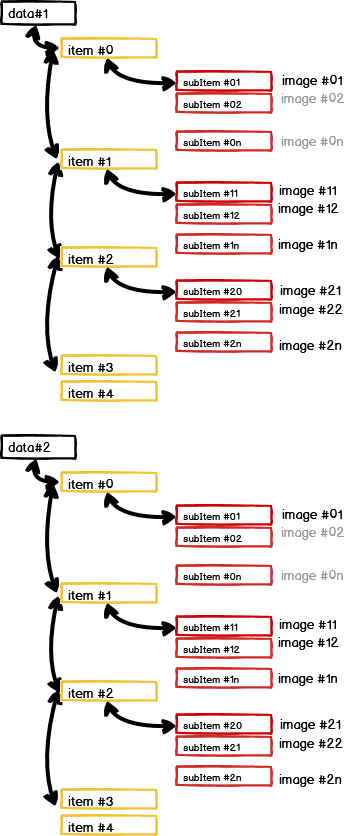 data#1
item #0
subItem #01 image #01
subItem #02 image #02
subItem #0n image #0n
item #1
subItem #11 image #11
subItem #12 image #12
subItem #1n image #1n
item #2
subItem #20 image #21
subItem #21 image #22
subItem #2n image #2n
item #3
item #4
data#2
item #0
subItem #01 image #01
subItem #02 image #02
subItem #0n image #0n
item #1
subItem #11 image #11
subItem #12 image #12
subItem #1n image #1n
item #2
subItem #20 image #21
subItem #21 image #22
subItem #2n image #2n
item #3
item #4